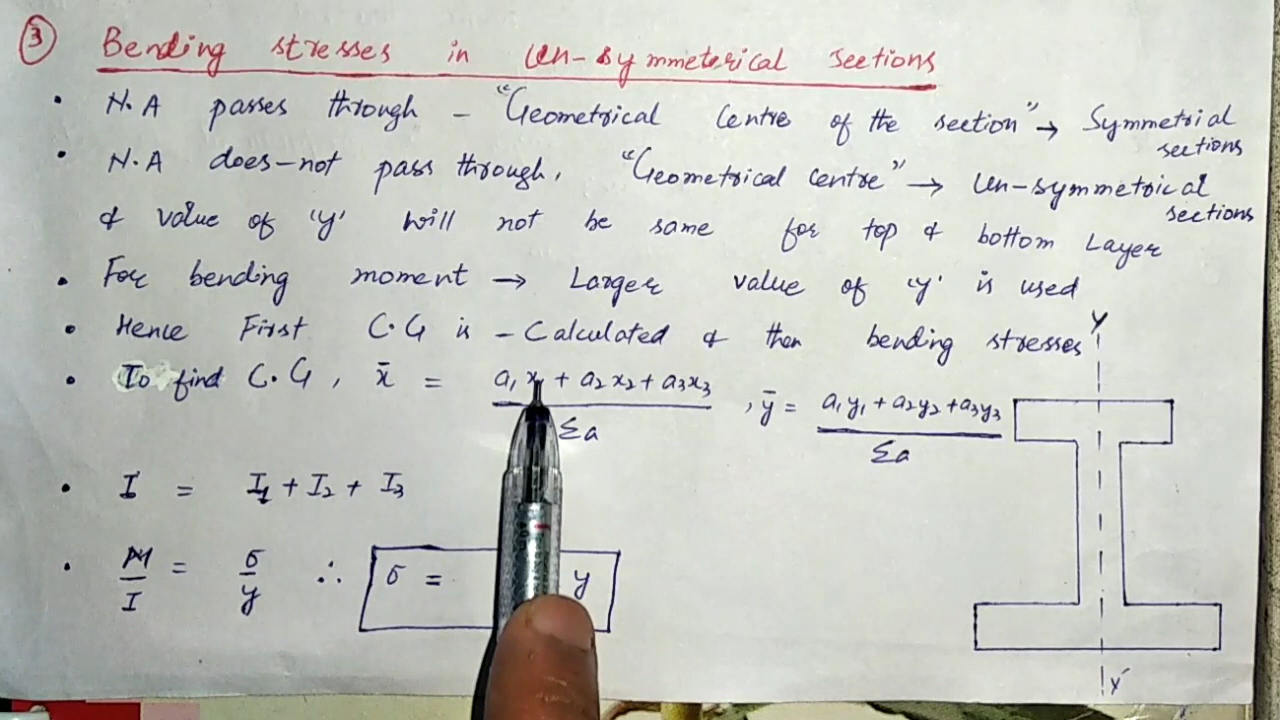 ③ Bending stresses in un-symmeterical sections
• N.A passes through - "Geometrical Centre of the section" → Symmetrial sections
• N.A does-not pass through, "Geometrical centre" → Un-symmetrical sections
& value of 'y' will not be same for top & bottom Layer
• For bending moment → Larger value of 'y' is used
• Hence First C.G is - Calculated & then bending stresses
• To find C.G, x̄ = a₁x₁ + a₂x₂ + a₃x₃ / Σa , ȳ = a₁y₁ + a₂y₂ + a₃y₃ / Σa
• I = I₁ + I₂ + I₃
• M/I = σ/y ∴ σ = y
Y
Y